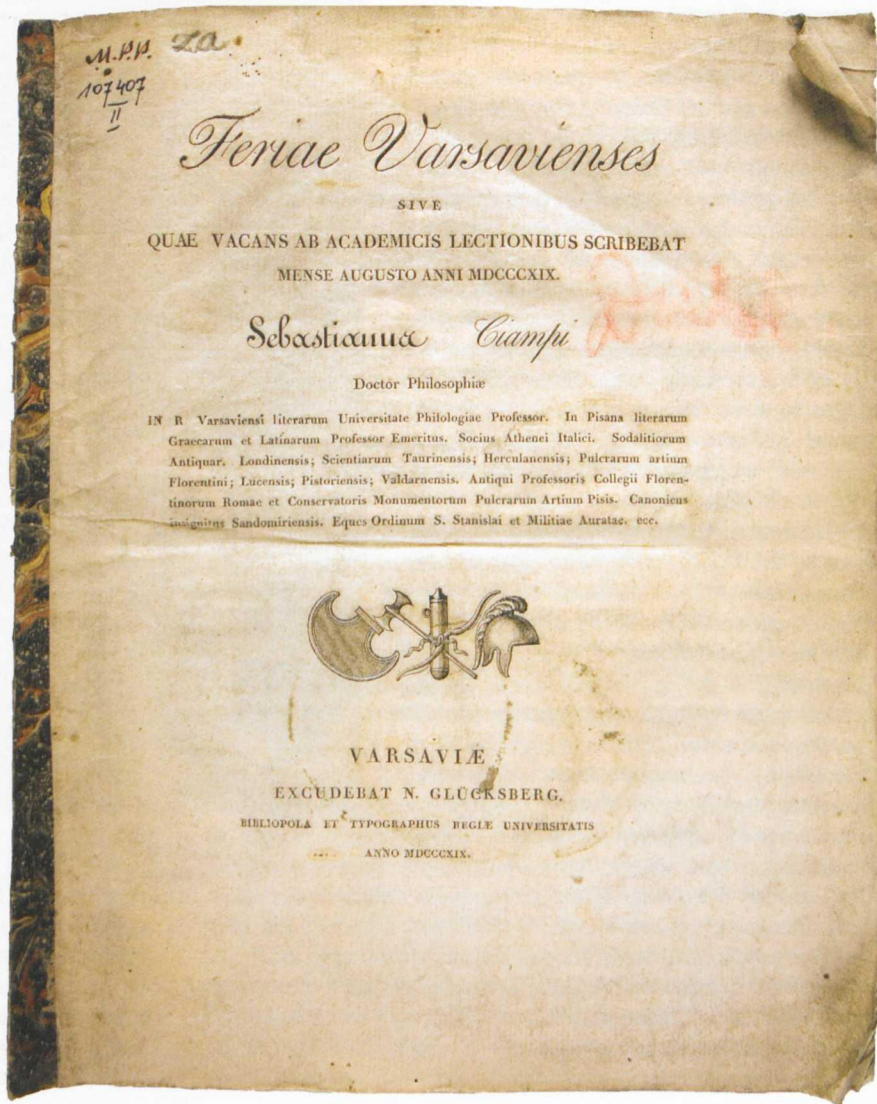 M.P.P. za
107407
II
Feriae Varsavienses
SIVE
QUAE VACANS AB ACADEMICIS LECTIONIBUS SCRIBEBAT
MENSE AUGUSTO ANNI MDCCCXIX.
Sebastianus Ciampi
Doctór Philosophiæ
IN R Varsaviensi literarum Universitate Philologiae Professor. In Pisana literarum
Graecarum et Latinarum Professor Emeritus. Socius Athenei Italici. Sodalitiorum
Antiquar. Londinensis; Scientiarum Taurinensis; Herculanensis; Pulcrarum artium
Florentini; Lucensis; Pistoriensis; Valdarnensis. Antiqui Professoris Collegii Floren-
tinorum Romae et Conservatoris Monumentorum Pulcrarum Artium Pisis. Canonicus
insignitus Sandomiriensis. Eques Ordinum S. Stanislai et Militiae Auratae. ecc.
VARSAVIÆ
EXCUDEBAT N. GLÜCKSBERG,
BIBLIOPOLA ET TYPOGRAPHUS REGIÆ UNIVERSITATIS
ANNO MDCCCXIX.